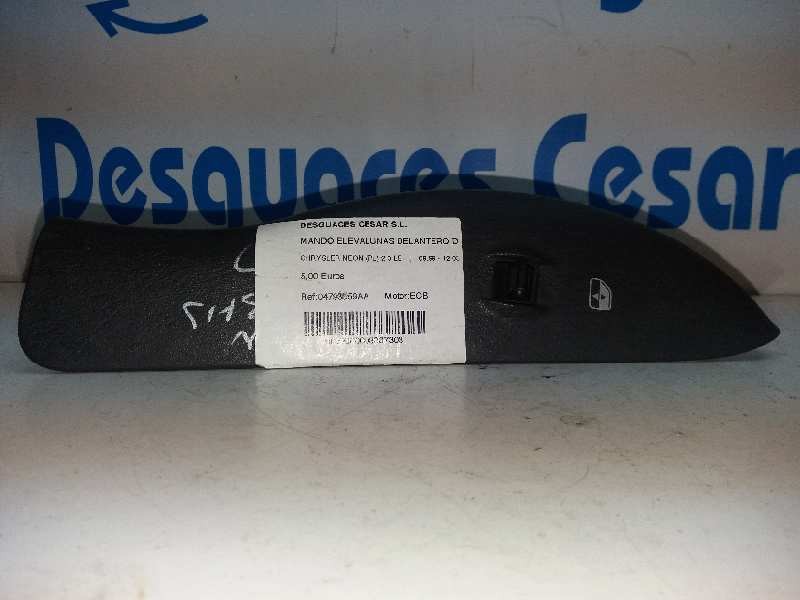 Desguaces Cesar
DESGUACES CESAR S.L.
MANDO ELEVALUNAS DELANTERO D
CHRYSLER NEON (PL) 2.0 LE
5,00 Euros
Ref:04793559AA Motor:ECB